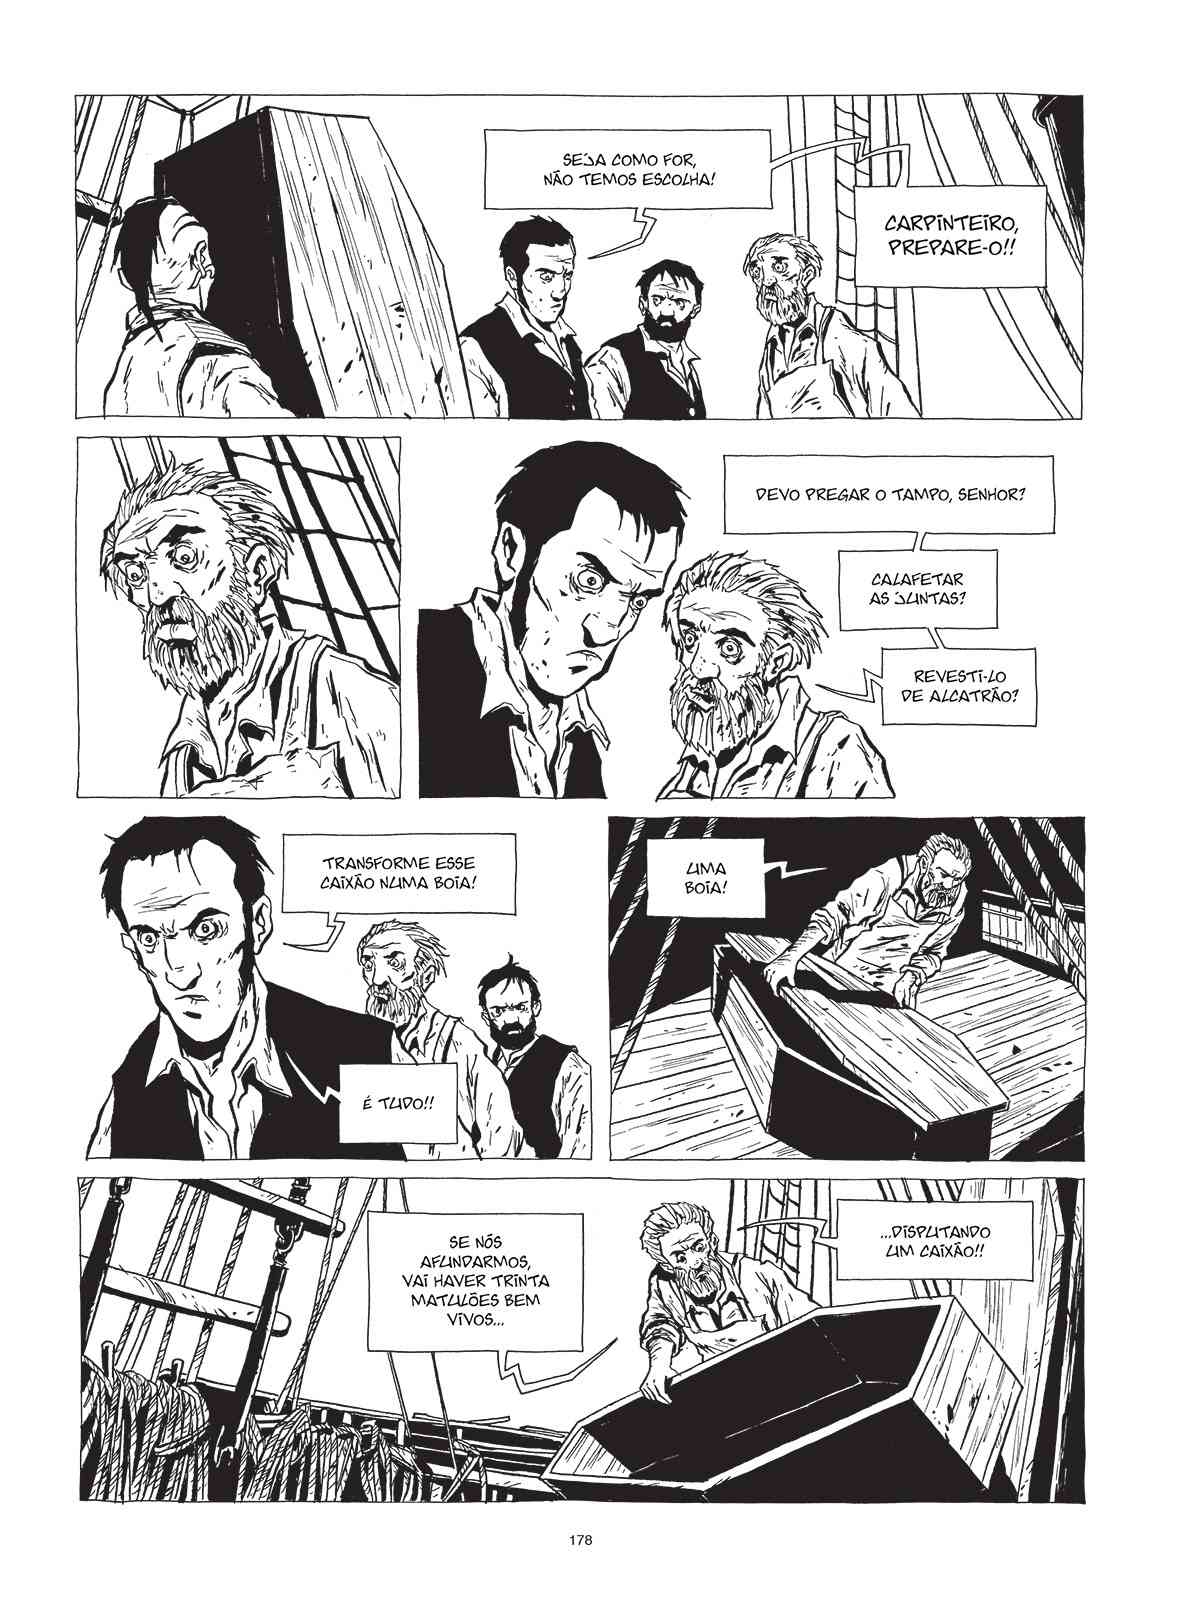 SEJA COMO FOR,
NÃO TEMOS ESCOLHA!
CARPINTEIRO,
PREPARE-O!!
DEVO PREGAR O TAMPO, SENHOR?
CALAFETAR
AS JUNTAS?
REVESTI-LO
DE ALCATRÃO?
TRANSFORME ESSE
CAIXÃO NUMA BOIA!
É TUDO!!
UMA
BOIA!
SE NÓS
AFUNDARMOS,
VAI HAVER TRINTA
MATULÕES BEM
VIVOS...
...DISPUTANDO
UM CAIXÃO!!
178